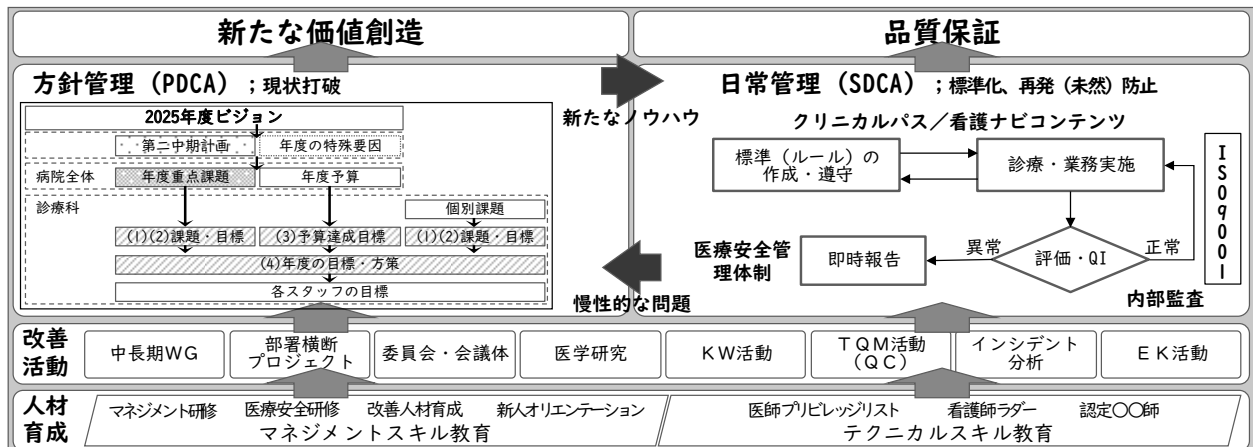 新たな価値創造
品質保証
方針管理（PDCA）；現状打破
2025年度ビジョン
第二中期計画
年度の特殊要因
病院全体
年度重点課題
年度予算
診療科
個別課題
(1)(2)課題・目標
(3)予算達成目標
(1)(2)課題・目標
(4)年度の目標・方策
各スタッフの目標
新たなノウハウ
慢性的な問題
日常管理（SDCA）；標準化、再発（未然）防止
クリニカルパス／看護ナビコンテンツ
標準（ルール）の
作成・遵守
診療・業務実施
ISO9001
医療安全管
理体制
即時報告
異常
評価・QI
正常
内部監査
改善
活動
中長期WG
部署横断
プロジェクト
委員会・会議体
医学研究
KW活動
TQM活動
（QC）
インシデント
分析
EK活動
人材
育成
マネジメント研修
医療安全研修
改善人材育成
新人オリエンテーション
マネジメントスキル教育
医師プリビレッジリスト
看護師ラダー
認定○○師
テクニカルスキル教育